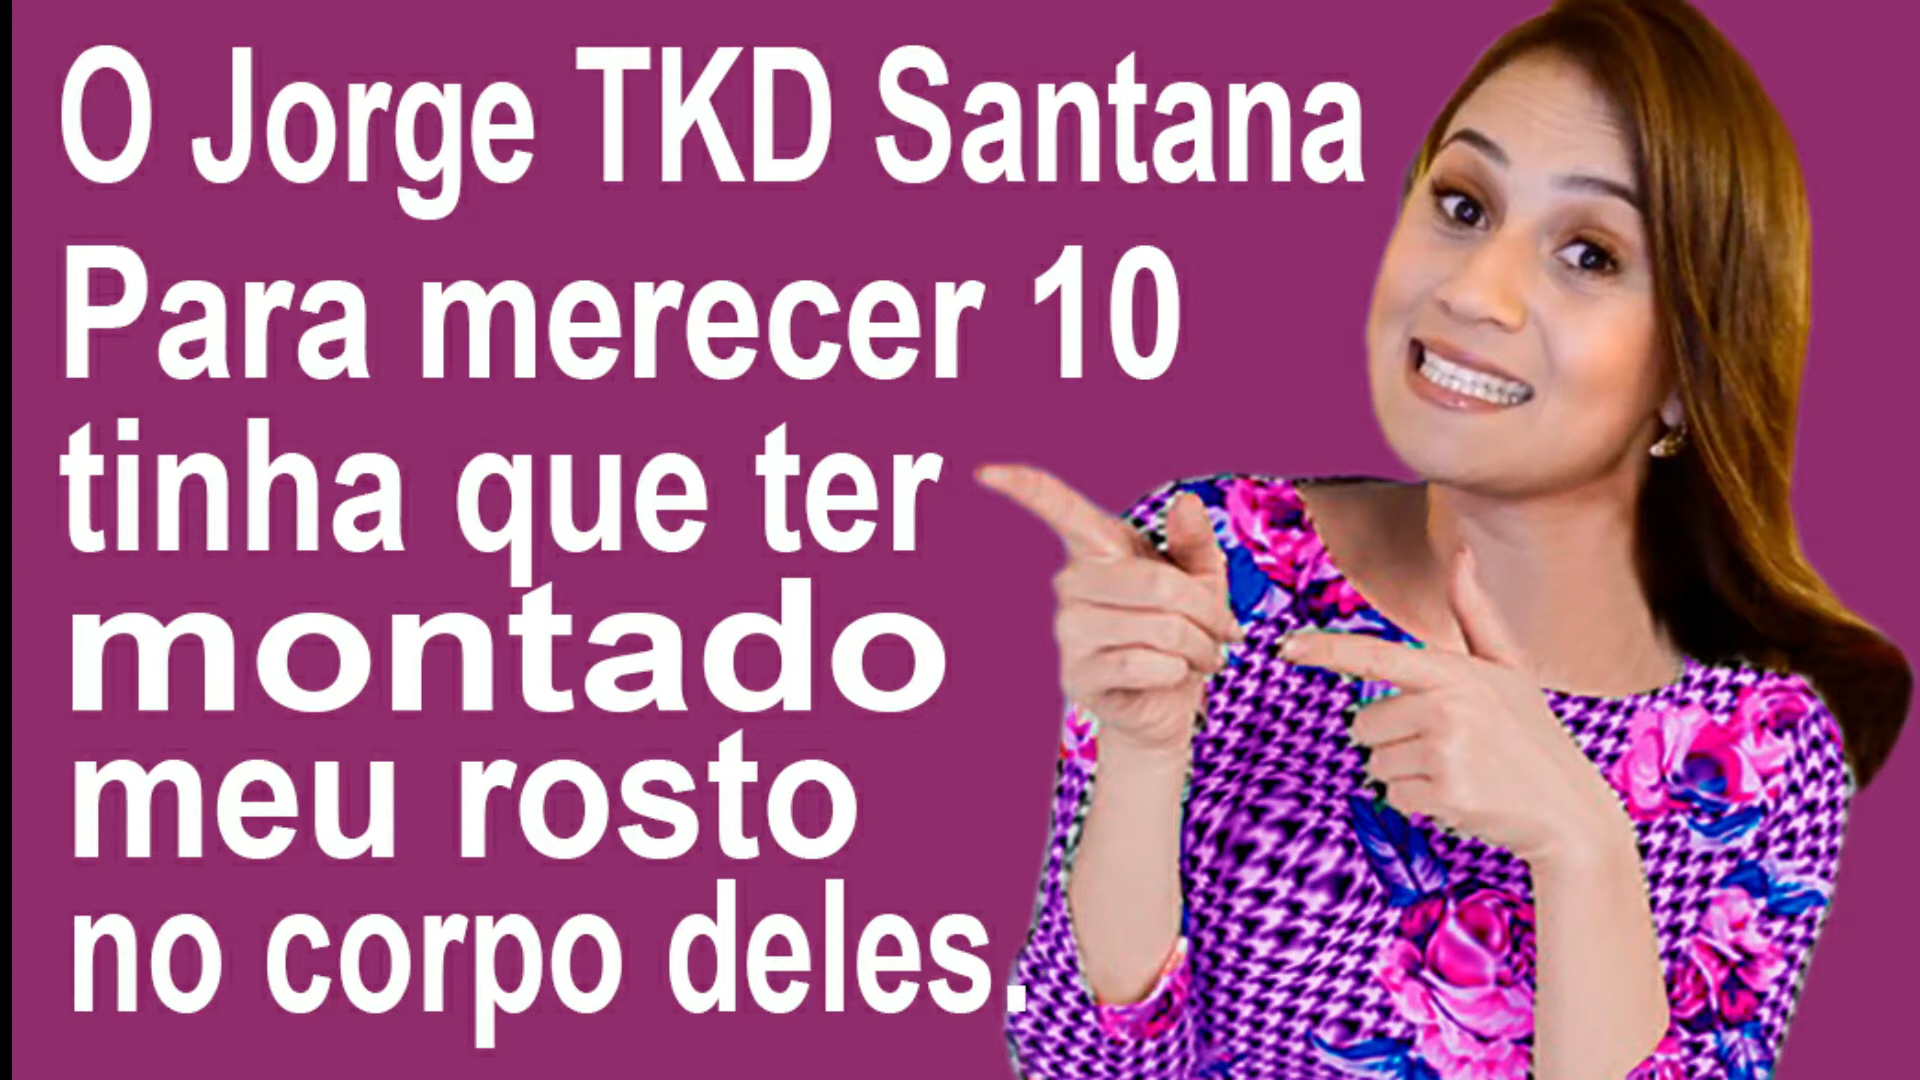 O Jorge TKD Santana
Para merecer 10
tinha que ter
montado
meu rosto
no corpo deles.